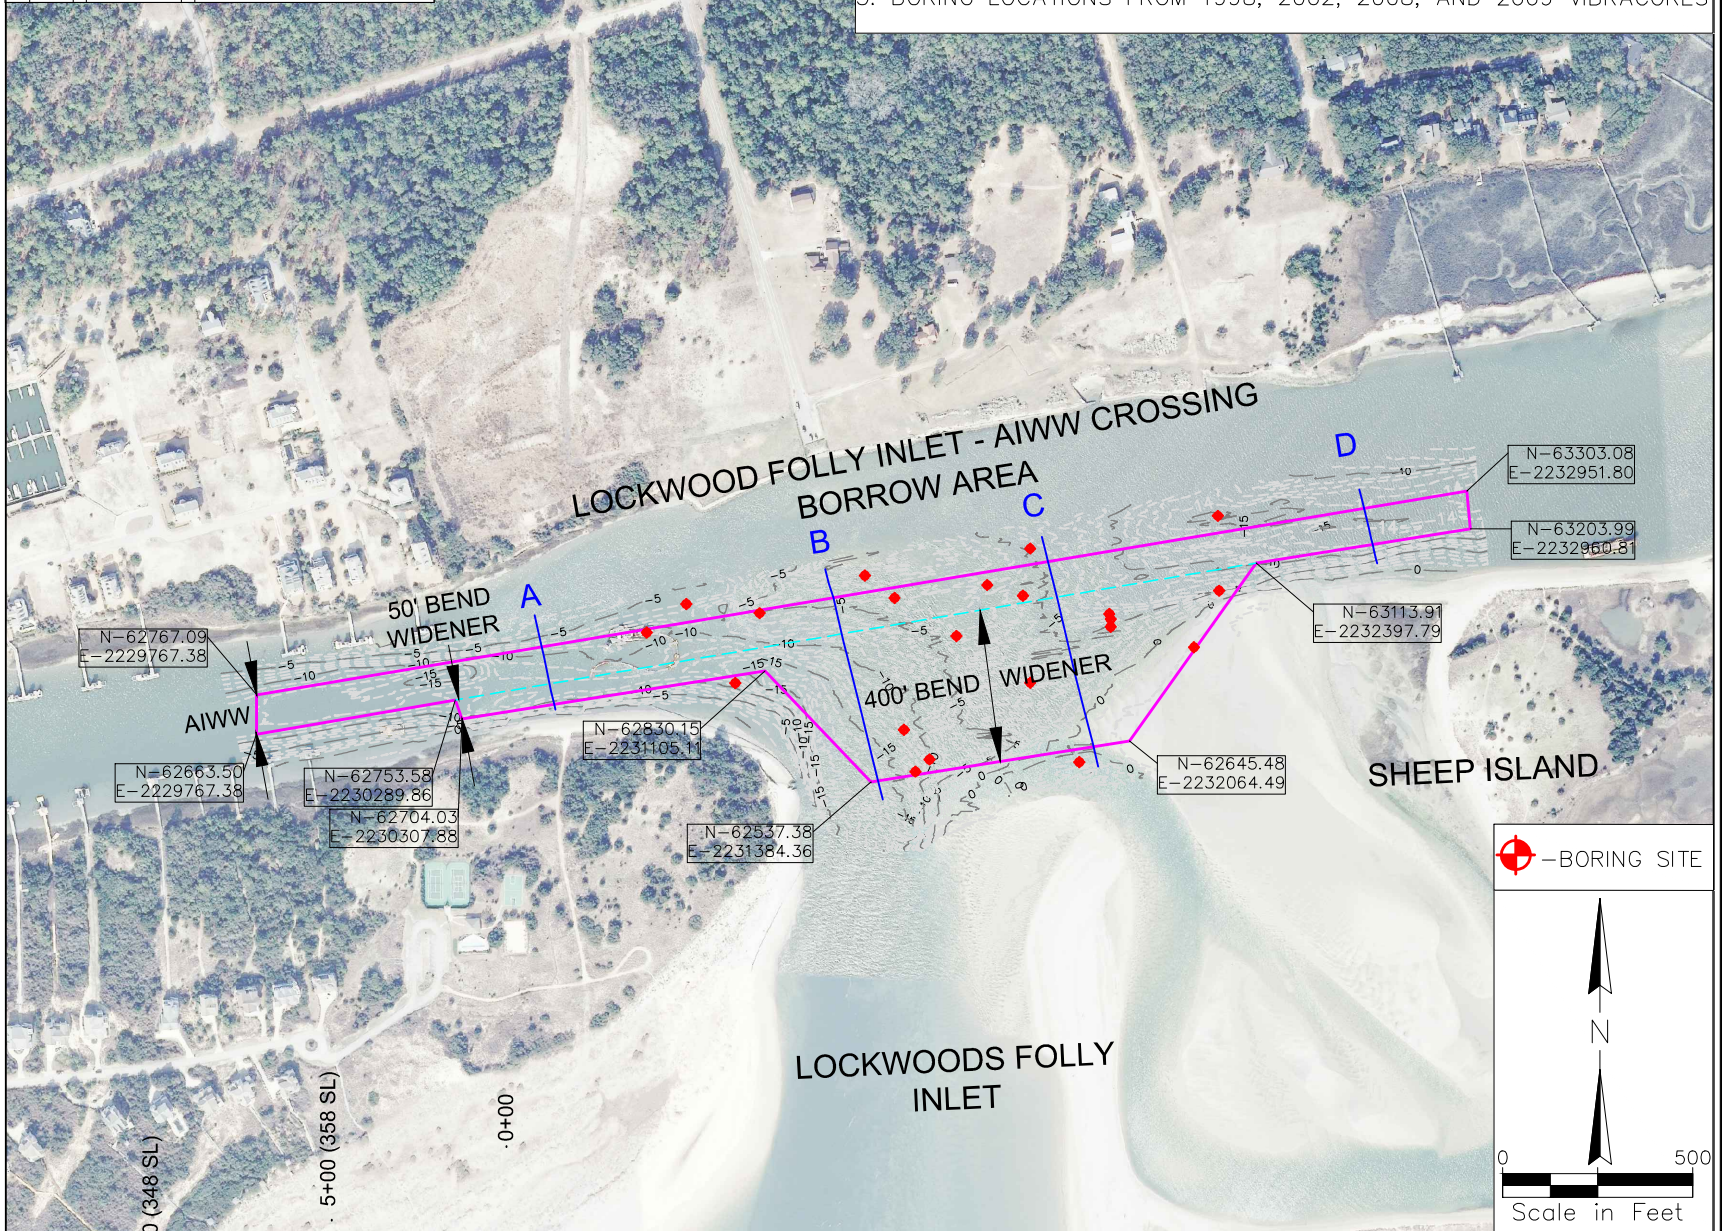 BORING LOCATIONS FROM 1998, 2002, 2008, AND 2009 VIBRACORES
LOCKWOOD FOLLY INLET - AIWW CROSSING
BORROW AREA
A
B
C
D
50' BEND
WIDENER
400' BEND WIDENER
AIWW
N-62767.09
E-2229767.38
N-62663.50
E-2229767.38
N-62753.58
E-2230289.86
N-62704.03
E-2230307.88
N-62830.15
E-2231105.11
N-62537.38
E-2231384.36
N-62645.48
E-2232064.49
N-63113.91
E-2232397.79
N-63203.99
E-2232960.81
N-63303.08
E-2232951.80
SHEEP ISLAND
LOCKWOODS FOLLY
INLET
0+00
5+00 (358 SL)
(348 SL)
-BORING SITE
N
0 500
Scale in Feet